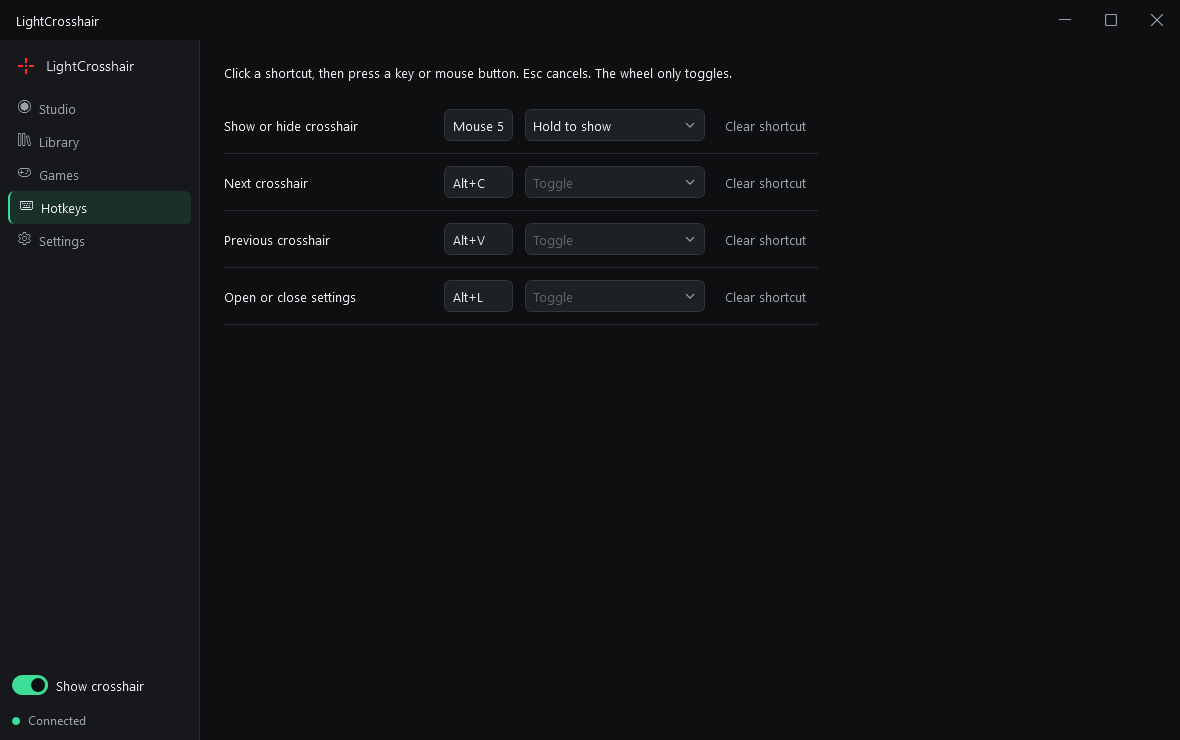 LightCrosshair
LightCrosshair
Studio
Library
Games
Hotkeys
Settings
Click a shortcut, then press a key or mouse button. Esc cancels. The wheel only toggles.
Show or hide crosshair Mouse 5 Hold to show Clear shortcut
Next crosshair Alt+C Toggle Clear shortcut
Previous crosshair Alt+V Toggle Clear shortcut
Open or close settings Alt+L Toggle Clear shortcut
Show crosshair
Connected